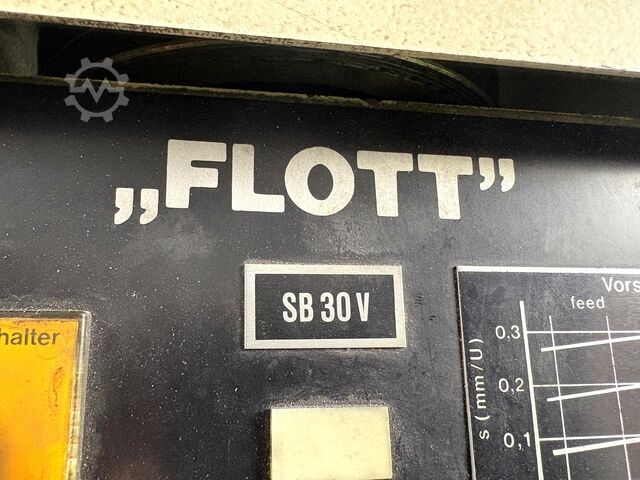 „FLOTT”
SB 30 V
halter
Vors
feed
0,3
0,2
0,1
s (mm/U)